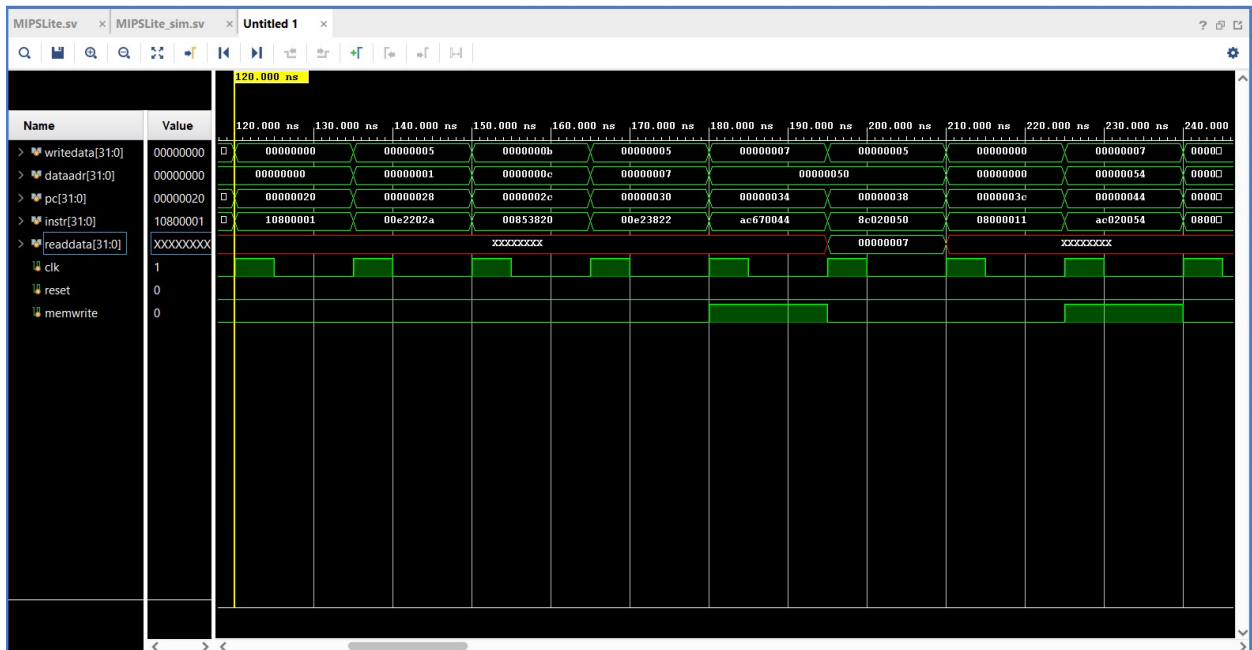 MIPSLite.sv × MIPSLite_sim.sv × Untitled 1 × ?
120.000 ns
Name Value 120.000 ns 130.000 ns 140.000 ns 150.000 ns 160.000 ns 170.000 ns 180.000 ns 190.000 ns 200.000 ns 210.000 ns 220.000 ns 230.000 ns 240.000
writedata[31:0] 00000000 00000000 00000005 0000000b 00000005 00000007 00000005 00000000 00000007 0000
dataadr[31:0] 00000000 00000000 00000001 0000000c 00000007 00000050 00000000 00000054 0000
pc[31:0] 00000020 00000020 00000028 0000002c 00000030 00000034 00000038 0000003c 00000044 0000
instr[31:0] 10800001 10800001 00e2202a 00853820 00e23822 ac670044 8c020050 08000011 ac020054 0800
readdata[31:0] XXXXXXXX XXXXXXXX 00000007 XXXXXXXX
clk 1
reset 0
memwrite 0